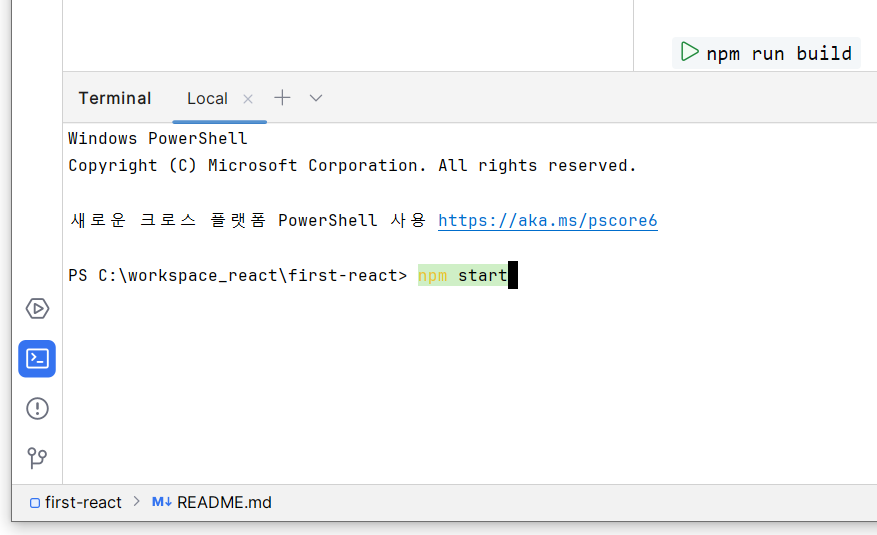 npm run build
Terminal Local
Windows PowerShell
Copyright (C) Microsoft Corporation. All rights reserved.
새로운 크로스 플랫폼 PowerShell 사용 https://aka.ms/pscore6
PS C:\workspace_react\first-react> npm start
first-react > M↓ README.md